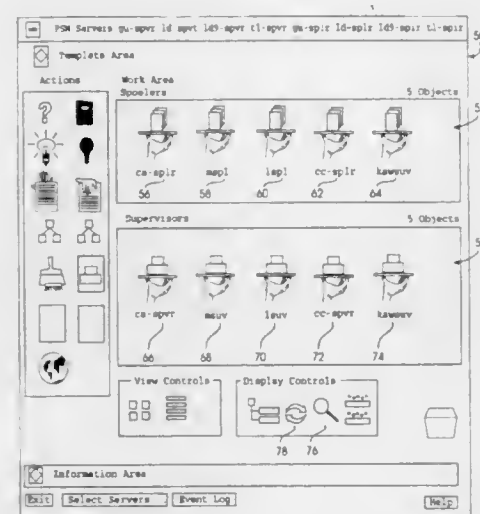 PSM Servers
Template Area
Actions
Work Area
Spoolers 5 Objects
ca-splr mspl lspl cc-splr kawsuv
56 58 60 62 64
Supervisors 5 Objects
ca-spvr msuv lsuv cc-spvr kawsuv
66 68 70 72 74
View Controls
Display Controls
78 76
Information Area
Exit Select Servers Event Log Help